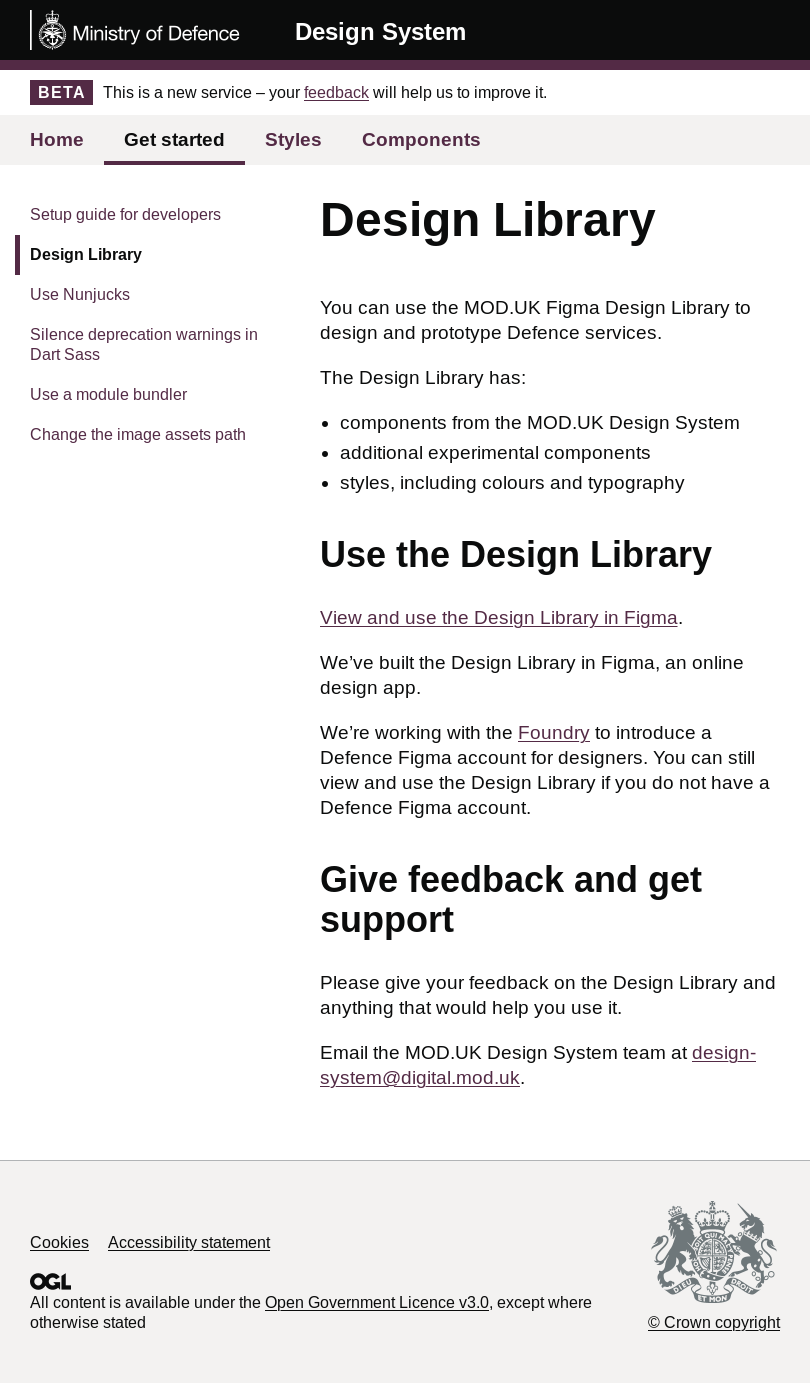 Ministry of Defence
Design System
BETA
This is a new service – your feedback will help us to improve it.
Home
Get started
Styles
Components
Setup guide for developers
Design Library
Use Nunjucks
Silence deprecation warnings in
Dart Sass
Use a module bundler
Change the image assets path
Design Library
You can use the MOD.UK Figma Design Library to
design and prototype Defence services.
The Design Library has:
• components from the MOD.UK Design System
• additional experimental components
• styles, including colours and typography
Use the Design Library
View and use the Design Library in Figma.
We’ve built the Design Library in Figma, an online
design app.
We’re working with the Foundry to introduce a
Defence Figma account for designers. You can still
view and use the Design Library if you do not have a
Defence Figma account.
Give feedback and get
support
Please give your feedback on the Design Library and
anything that would help you use it.
Email the MOD.UK Design System team at design-
system@digital.mod.uk.
Cookies
Accessibility statement
OGL
All content is available under the Open Government Licence v3.0, except where
otherwise stated
DIEU ET MON DROIT
© Crown copyright